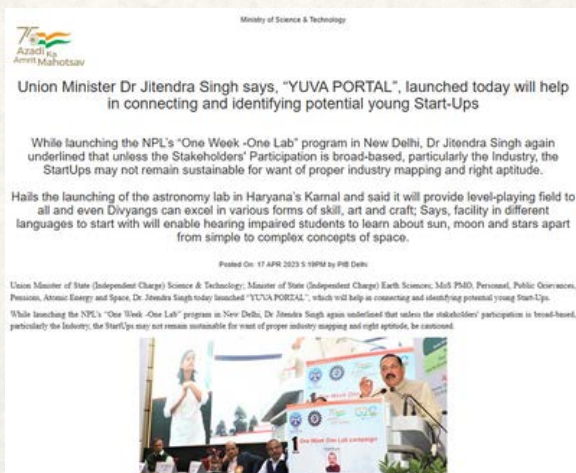 Ministry of Science & Technology
75
Azadi Ka
Amrit Mahotsav
Union Minister Dr Jitendra Singh says, “YUVA PORTAL”, launched today will help
in connecting and identifying potential young Start-Ups
While launching the NPL's “One Week -One Lab” program in New Delhi, Dr Jitendra Singh again
underlined that unless the Stakeholders' Participation is broad-based, particularly the Industry, the
StartUps may not remain sustainable for want of proper industry mapping and right aptitude.
Hails the launching of the astronomy lab in Haryana's Karnal and said it will provide level-playing field to
all and even Divyangs can excel in various forms of skill, art and craft; Says, facility in different
languages to start with will enable hearing impaired students to learn about sun, moon and stars apart
from simple to complex concepts of space.
Posted On: 17 APR 2023 5:19PM by PIB Delhi
Union Minister of State (Independent Charge) Science & Technology; Minister of State (Independent Charge) Earth Sciences; MoS PMO, Personnel, Public Grievances,
Pensions, Atomic Energy and Space, Dr. Jitendra Singh today launched “YUVA PORTAL”, which will help in connecting and identifying potential young Start-Ups.
While launching the NPL's “One Week -One Lab” program in New Delhi, Dr Jitendra Singh again underlined that unless the stakeholders' participation is broad-based,
particularly the Industry, the StartUps may not remain sustainable for want of proper industry mapping and right aptitude, he cautioned.
G20
1 One Week One Lab campaign